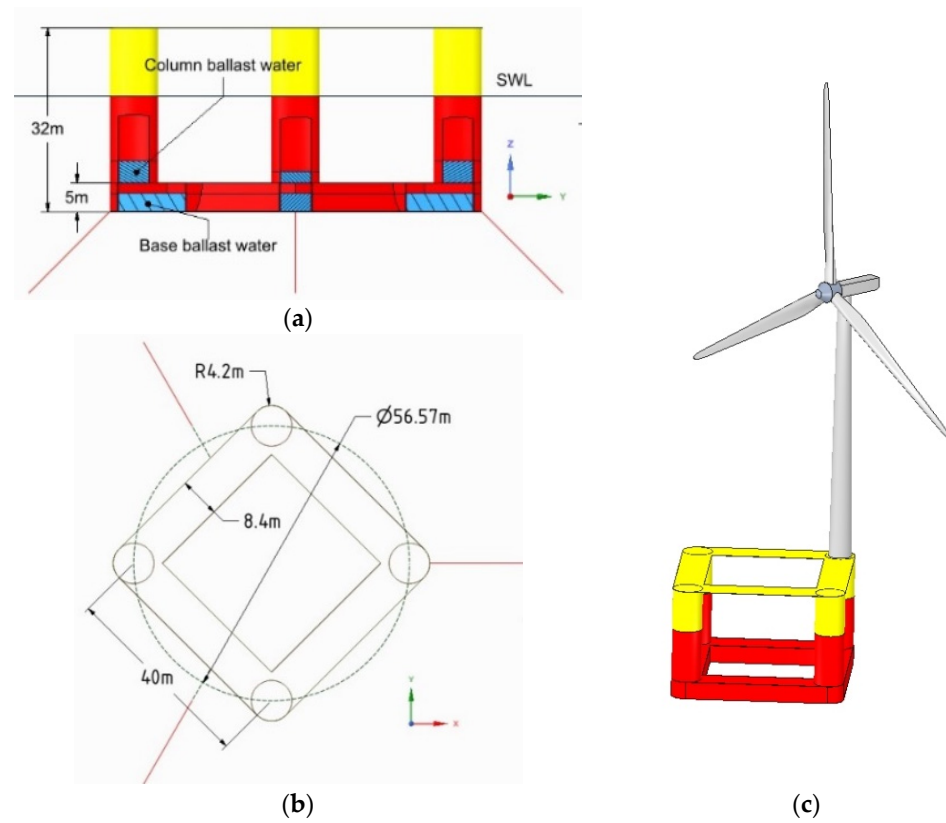 Column ballast water
SWL
32m
Z
5m
Y
Base ballast water
(a)
R4.2m
Ø56.57m
8.4m
40m
Y
X
(b)
(c)